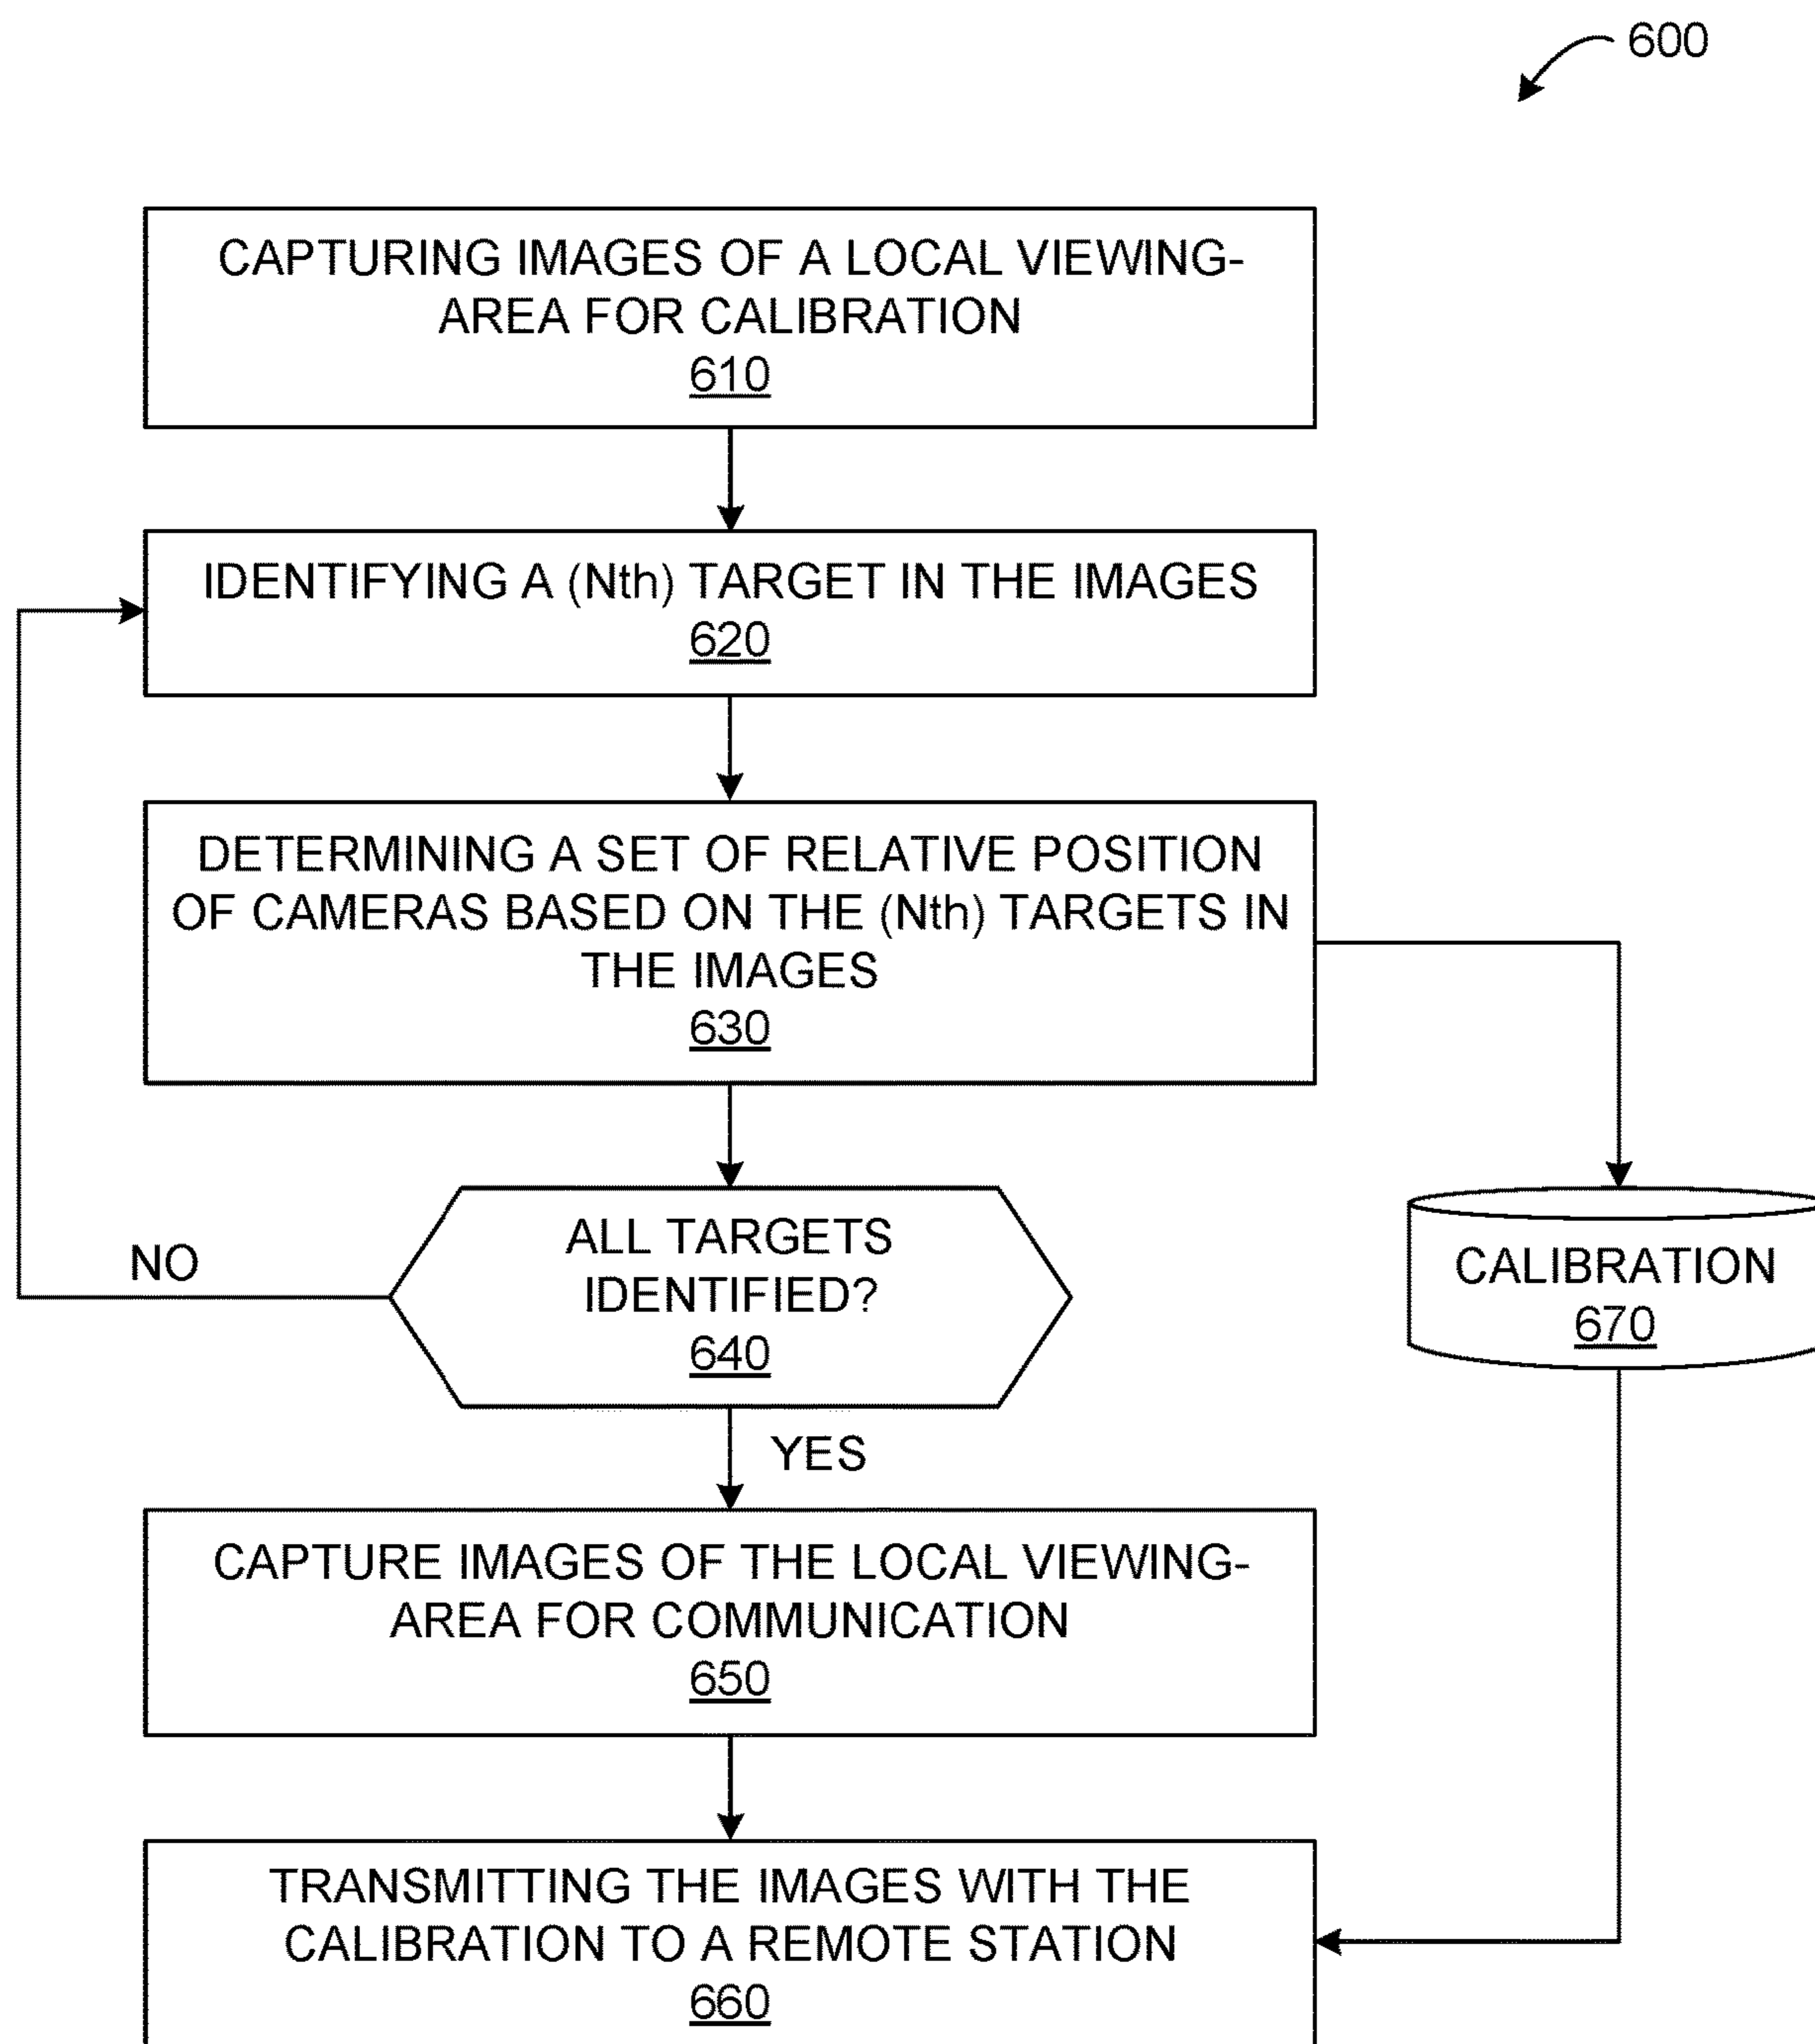 600
CAPTURING IMAGES OF A LOCAL VIEWING-
AREA FOR CALIBRATION
610
IDENTIFYING A (Nth) TARGET IN THE IMAGES
620
DETERMINING A SET OF RELATIVE POSITION
OF CAMERAS BASED ON THE (Nth) TARGETS IN
THE IMAGES
630
ALL TARGETS
IDENTIFIED?
640
NO
CALIBRATION
670
YES
CAPTURE IMAGES OF THE LOCAL VIEWING-
AREA FOR COMMUNICATION
650
TRANSMITTING THE IMAGES WITH THE
CALIBRATION TO A REMOTE STATION
660